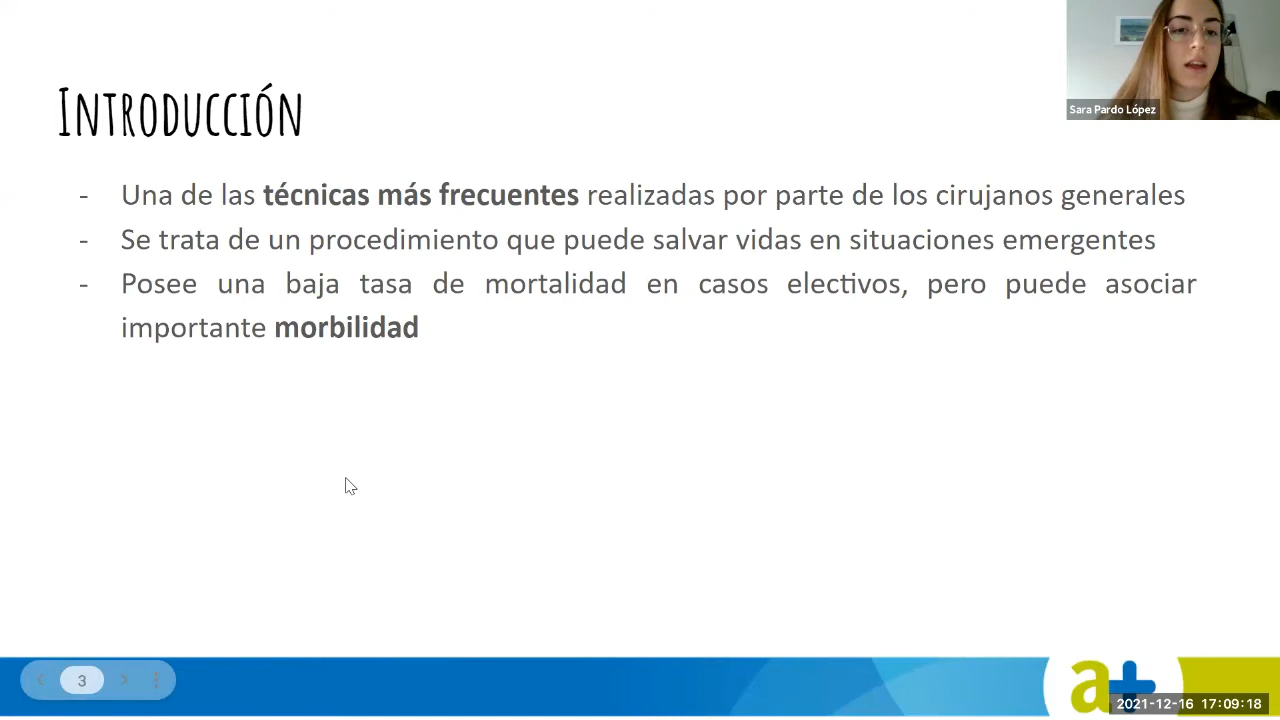 Sara Pardo López
Introducción
- Una de las técnicas más frecuentes realizadas por parte de los cirujanos generales
- Se trata de un procedimiento que puede salvar vidas en situaciones emergentes
- Posee una baja tasa de mortalidad en casos electivos, pero puede asociar
importante morbilidad
3
a+
2021-12-16 17:09:18